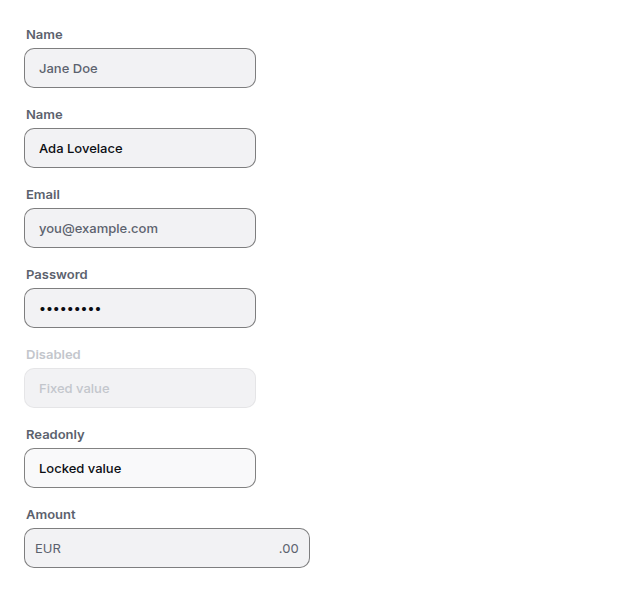 Name
Jane Doe
Name
Ada Lovelace
Email
you@example.com
Password
•••••••••
Disabled
Fixed value
Readonly
Locked value
Amount
EUR .00